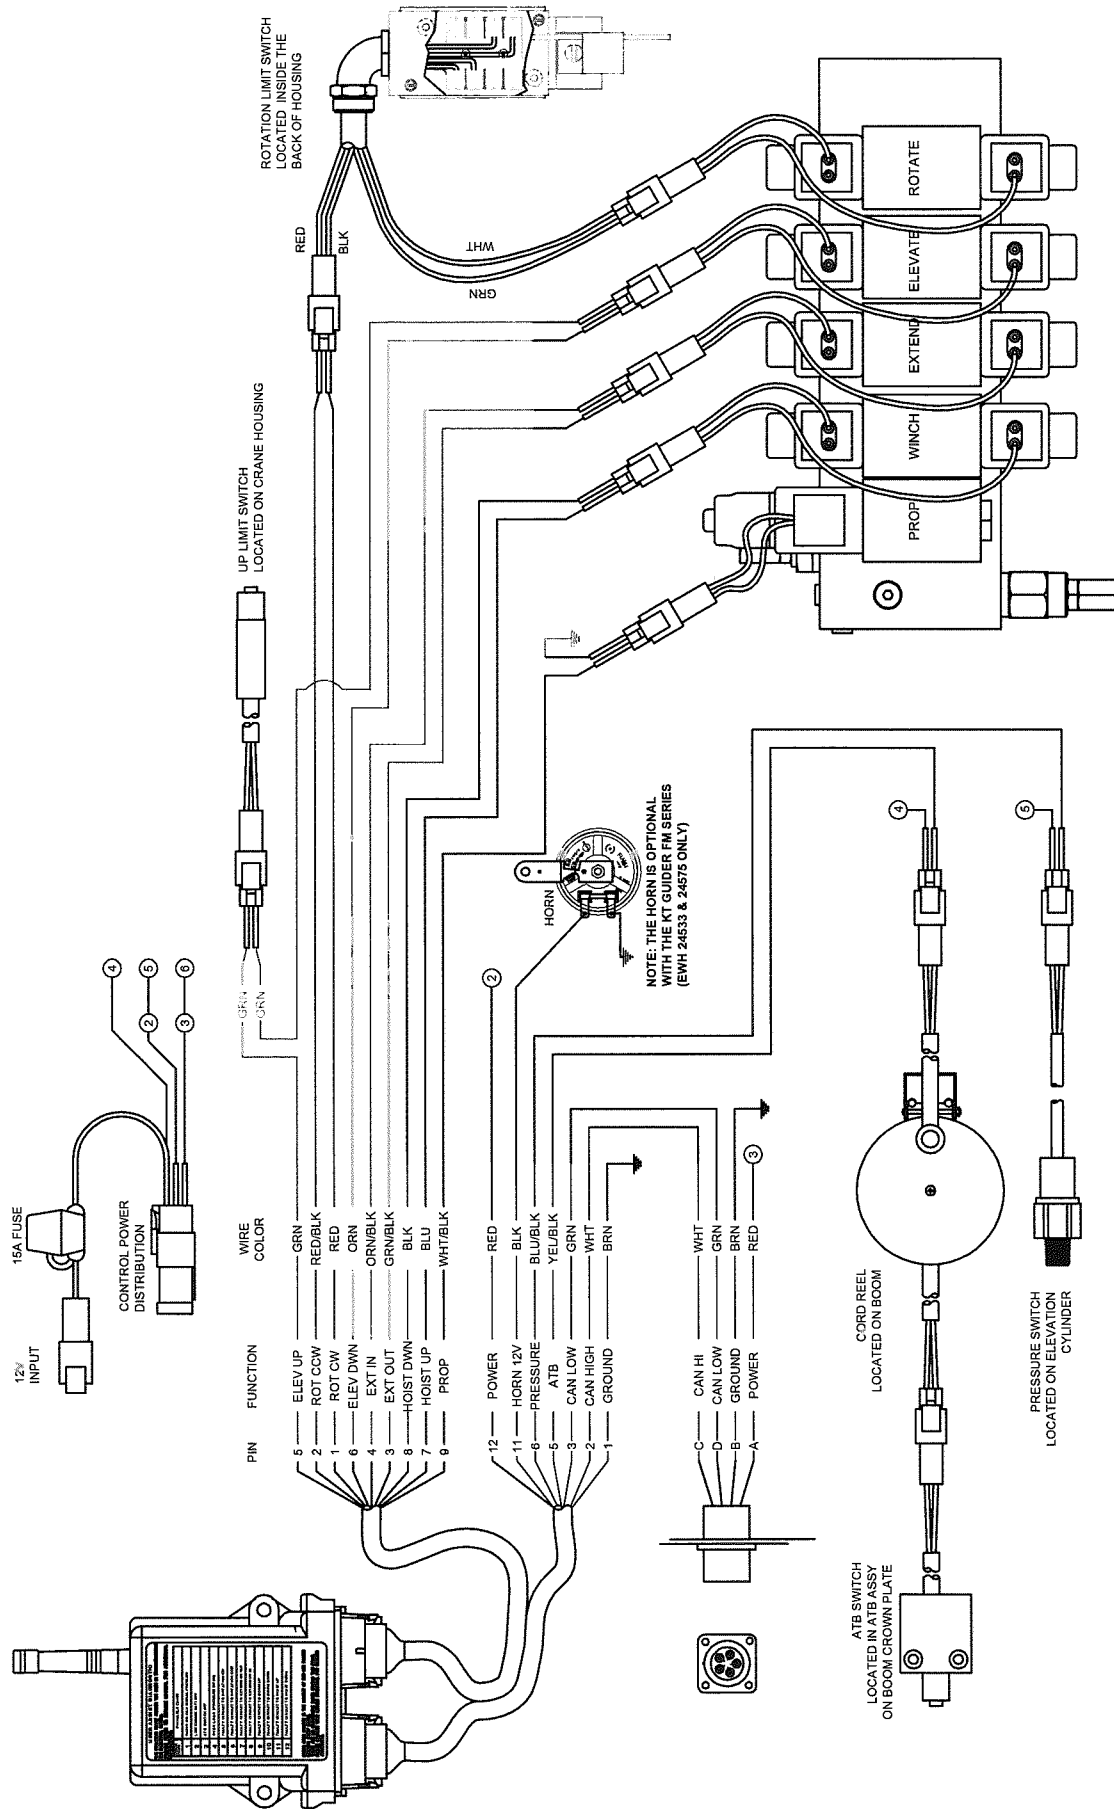 12V
INPUT
15A FUSE
CONTROL POWER
DISTRIBUTION
4
5
2
6
3
PIN
FUNCTION
WIRE
COLOR
5 ELEV UP GRN
2 ROT CCW RED/BLK
1 ROT CW RED
6 ELEV DWN ORN
4 EXT IN ORN/BLK
3 EXT OUT GRN/BLK
8 HOIST DWN BLK
7 HOIST UP BLU
9 PROP WHT/BLK
12 POWER RED
2
11 HORN 12V BLK
6 PRESSURE BLU/BLK
5 ATB YEL/BLK
3 CAN LOW GRN
2 CAN HIGH WHT
1 GROUND BRN
C CAN HI WHT
D CAN LOW GRN
B GROUND BRN
A POWER RED
3
GRN
GRN
UP LIMIT SWITCH
LOCATED ON CRANE HOUSING
RED
BLK
WHT
GRN
ROTATION LIMIT SWITCH
LOCATED INSIDE THE
BACK OF HOUSING
HORN
NOTE: THE HORN IS OPTIONAL
WITH THE KT GUIDER FM SERIES
(EWH 24533 & 24575 ONLY)
PROP
WINCH
EXTEND
ELEVATE
ROTATE
ATB SWITCH
LOCATED IN ATB ASSY
ON BOOM CROWN PLATE
CORD REEL
LOCATED ON BOOM
4
PRESSURE SWITCH
LOCATED ON ELEVATION
CYLINDER
5